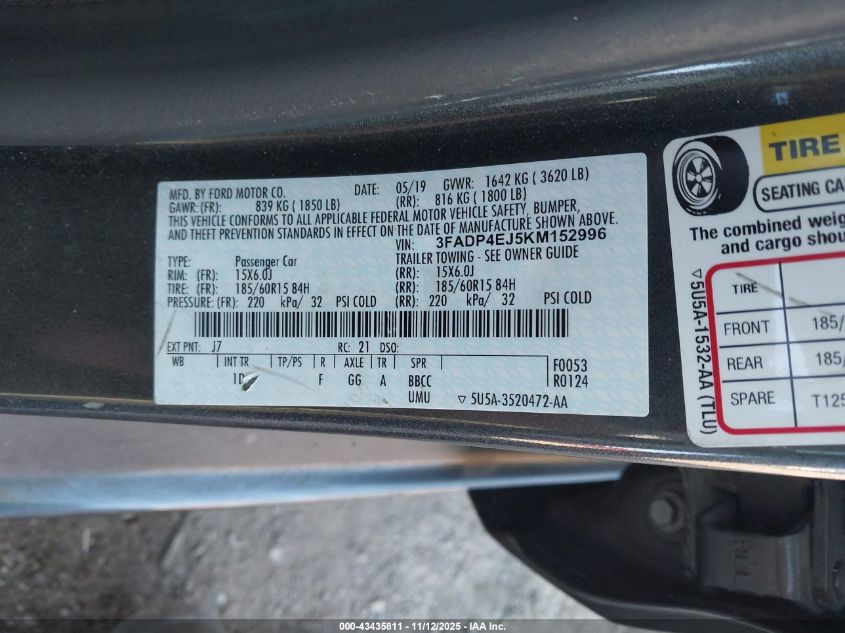 MFD. BY FORD MOTOR CO. DATE: 05/19 GVWR: 1642 KG ( 3620 LB)
GAWR: (FR): 839 KG ( 1850 LB) (RR): 816 KG ( 1800 LB)
THIS VEHICLE CONFORMS TO ALL APPLICABLE FEDERAL MOTOR VEHICLE SAFETY, BUMPER,
AND THEFT PREVENTION STANDARDS IN EFFECT ON THE DATE OF MANUFACTURE SHOWN ABOVE.
VIN: 3FADP4EJ5KM152996
TYPE: Passenger Car TRAILER TOWING - SEE OWNER GUIDE
RIM: (FR) 15X6.0J (RR): 15X6.0J
TIRE: (FR) 185/60R15 84H (RR): 185/60R15 84H
PRESSURE: (FR) 220 kPa/ 32 PSI COLD (RR) 220 kPa/ 32 PSI COLD
EXT PNT: J7 RC: 21 DSO:
WB INT TR TP/PS R AXLE TR SPR
1D F GG A BBCC
UMU
F0053
R0124
▽ 5U5A-3520472-AA
TIRE
SEATING CA
The combined weig
and cargo shou
TIRE
FRONT 185/
REAR 185/
SPARE T125
▽5U5A-1532-AA (TLU)
RLL
000-43435811 - 11/12/2025 - IAA Inc.